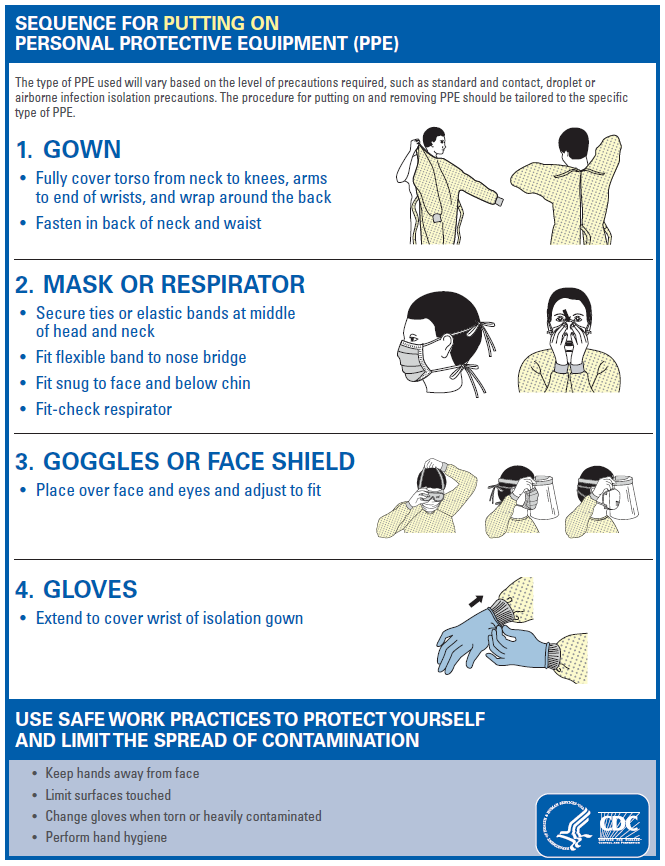 SEQUENCE FOR PUTTING ON
PERSONAL PROTECTIVE EQUIPMENT (PPE)
The type of PPE used will vary based on the level of precautions required, such as standard and contact, droplet or
airborne infection isolation precautions. The procedure for putting on and removing PPE should be tailored to the specific
type of PPE.
1. GOWN
• Fully cover torso from neck to knees, arms
to end of wrists, and wrap around the back
• Fasten in back of neck and waist
2. MASK OR RESPIRATOR
• Secure ties or elastic bands at middle
of head and neck
• Fit flexible band to nose bridge
• Fit snug to face and below chin
• Fit-check respirator
3. GOGGLES OR FACE SHIELD
• Place over face and eyes and adjust to fit
4. GLOVES
• Extend to cover wrist of isolation gown
USE SAFE WORK PRACTICES TO PROTECT YOURSELF
AND LIMIT THE SPREAD OF CONTAMINATION
• Keep hands away from face
• Limit surfaces touched
• Change gloves when torn or heavily contaminated
• Perform hand hygiene
CDC